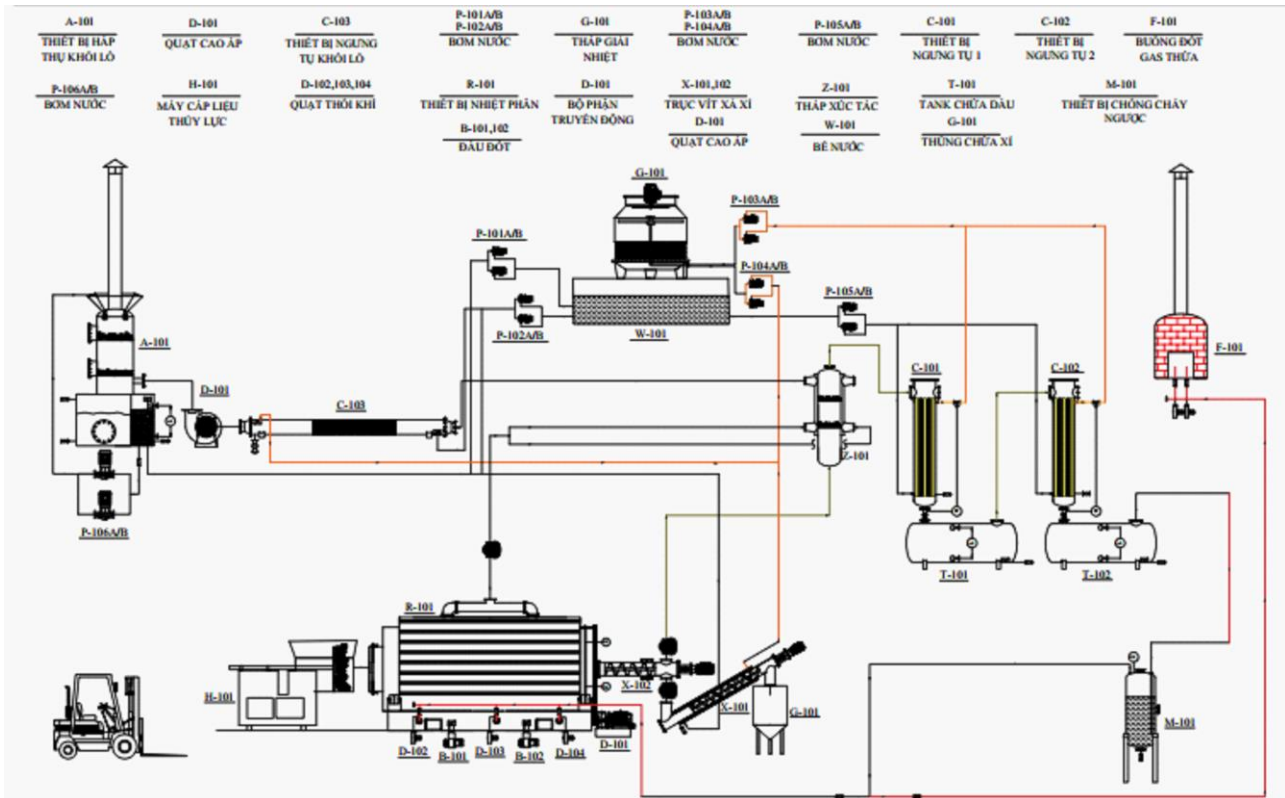 A-101
THIẾT BỊ HẤP
THỤ KHÓI LÒ
D-101
QUẠT CAO ÁP
C-103
THIẾT BỊ NGƯNG
TỤ KHÓI LÒ
P-101A/B
P-102A/B
BƠM NƯỚC
G-101
THÁP GIẢI
NHIỆT
P-103A/B
P-104A/B
BƠM NƯỚC
P-105A/B
BƠM NƯỚC
C-101
THIẾT BỊ
NGƯNG TỤ 1
C-102
THIẾT BỊ
NGƯNG TỤ 2
F-101
BUỒNG ĐỐT
GAS THỪA
P-106A/B
BƠM NƯỚC
H-101
MÁY CẤP LIỆU
THỦY LỰC
D-102,103,104
QUẠT THỔI KHÍ
R-101
THIẾT BỊ NHIỆT PHÂN
B-101,102
ĐẦU ĐỐT
D-101
BỘ PHẬN
TRUYỀN ĐỘNG
X-101,102
TRỤC VÍT XẢ XỈ
D-101
QUẠT CAO ÁP
Z-101
THÁP XÚC TÁC
W-101
BỂ NƯỚC
T-101
TANK CHỨA DẦU
G-101
THÙNG CHỨA XỈ
M-101
THIẾT BỊ CHỐNG CHÁY
NGƯỢC
G-101
P-103A/B
P-101A/B
P-104A/B
P-105A/B
P-102A/B
W-101
A-101
F-101
D-101
C-103
C-101
C-102
Z-101
P-106A/B
T-101
T-102
R-101
H-101
X-102
X-101
G-101
M-101
D-102
B-101
D-103
B-102
D-104
D-101